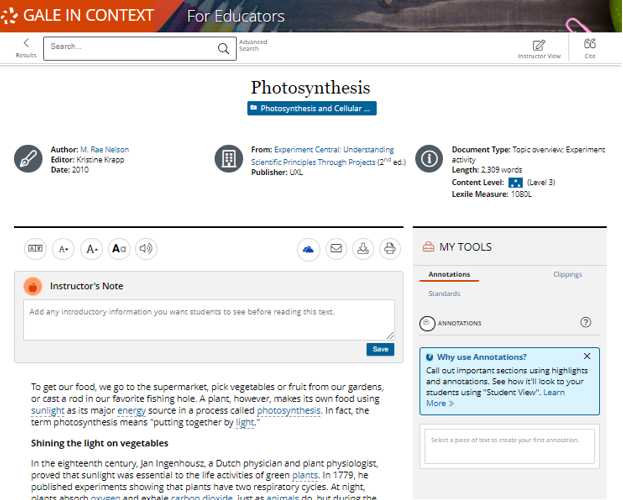 GALE IN CONTEXT For Educators
Results
Search...
Advanced
Search
Instructor View
Cite
Photosynthesis
Photosynthesis and Cellular ...
Author: M. Rae Nelson
Editor: Kristine Krapp
Date: 2010
From: Experiment Central: Understanding
Scientific Principles Through Projects (2nd ed.)
Publisher: UXL
Document Type: Topic overview; Experiment
activity
Length: 2,309 words
Content Level: (Level 3)
Lexile Measure: 1080L
A A A
MY TOOLS
Annotations
Clippings
Standards
ANNOTATIONS
Why use Annotations?
Call out important sections using highlights
and annotations. See how it'll look to your
students using "Student View". Learn
More »
Select a piece of text to create your first annotation.
Instructor's Note
Add any introductory information you want students to see before reading this text.
Save
To get our food, we go to the supermarket, pick vegetables or fruit from our gardens,
or cast a rod in our favorite fishing hole. A plant, however, makes its own food using
sunlight as its major energy source in a process called photosynthesis. In fact, the
term photosynthesis means "putting together by light."
Shining the light on vegetables
In the eighteenth century, Jan Ingenhousz, a Dutch physician and plant physiologist,
proved that sunlight was essential to the life activities of green plants. In 1779, he
published experiments showing that plants have two respiratory cycles. At night,
plants absorb oxygen and exhale carbon dioxide, just as animals do, but during the